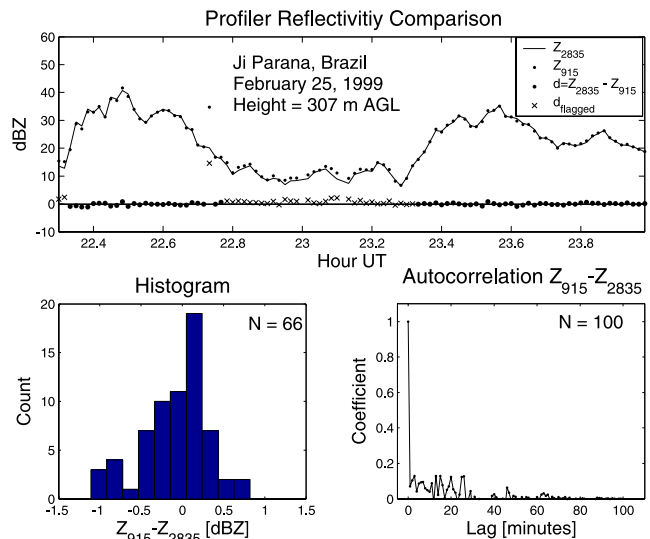 Profiler Reflectivitiy Comparison
60
50
40
30
20
10
0
-10
dBZ
Ji Parana, Brazil
February 25, 1999
Height = 307 m AGL
Z2835
Z915
d=Z2835 - Z915
dflagged
22.4 22.6 22.8 23 23.2 23.4 23.6 23.8
Hour UT
Histogram
20
15
10
5
0
Count
N = 66
-1.5 -1 -0.5 0 0.5 1 1.5
Z915-Z2835 [dBZ]
Autocorrelation Z915-Z2835
1
0.8
0.6
0.4
0.2
0
Coefficient
N = 100
0 20 40 60 80 100
Lag [minutes]